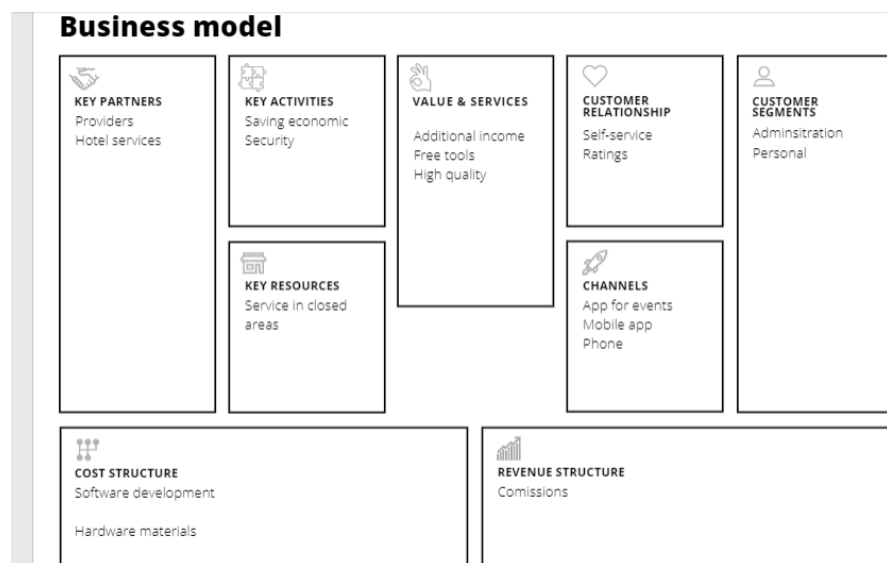 Business model
KEY PARTNERS
Providers
Hotel services
KEY ACTIVITIES
Saving economic
Security
KEY RESOURCES
Service in closed
areas
VALUE & SERVICES
Additional income
Free tools
High quality
CUSTOMER
RELATIONSHIP
Self-service
Ratings
CHANNELS
App for events
Mobile app
Phone
CUSTOMER
SEGMENTS
Adminsitration
Personal
COST STRUCTURE
Software development
Hardware materials
REVENUE STRUCTURE
Comissions